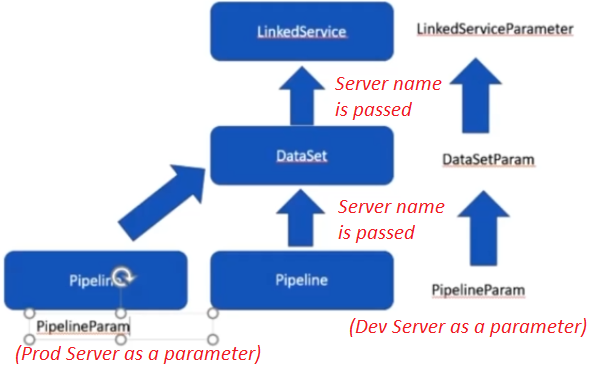 LinkedService
LinkedServiceParameter
Server name
is passed
DataSet
DataSetParam
Server name
is passed
Pipeline
Pipeline
PipelineParam
PipelineParam
(Dev Server as a parameter)
(Prod Server as a parameter)